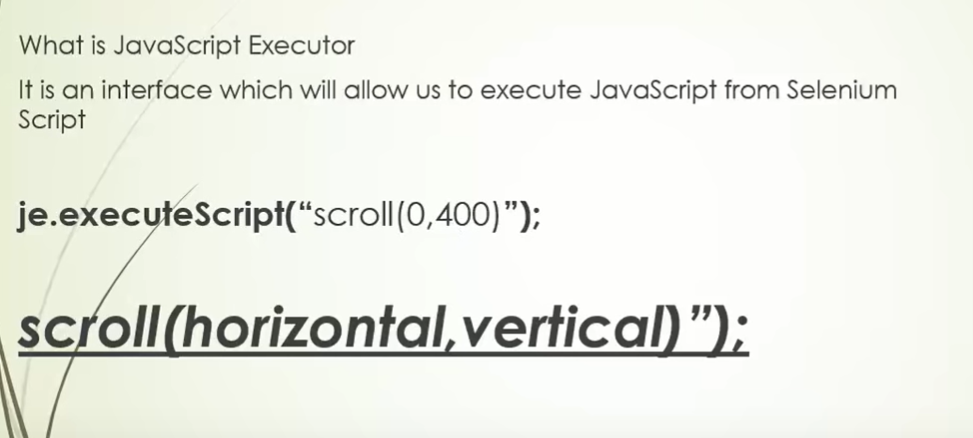 What is JavaScript Executor
It is an interface which will allow us to execute JavaScript from Selenium
Script
je.executeScript(“scroll(0,400)”);
scroll(horizontal,vertical)”);